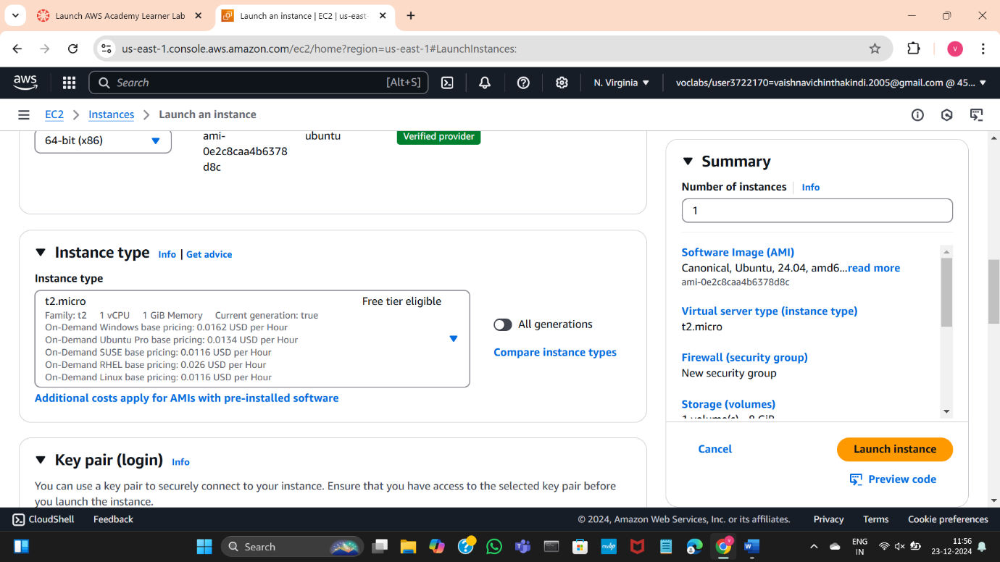 Launch AWS Academy Learner Lab
Launch an instance | EC2 | us-east-
us-east-1.console.aws.amazon.com/ec2/home?region=us-east-1#LaunchInstances:
V
aws
Search
[Alt+S]
N. Virginia
voclabs/user3722170=vaishnavichinthakindi.2005@gmail.com @ 45...
EC2
Instances
Launch an instance
64-bit (x86)
ami-
0e2c8caa4b6378
d8c
ubuntu
Verified provider
Instance type
Info | Get advice
Instance type
t2.micro
Free tier eligible
Family: t2 1 vCPU 1 GiB Memory Current generation: true
On-Demand Windows base pricing: 0.0162 USD per Hour
On-Demand Ubuntu Pro base pricing: 0.0134 USD per Hour
On-Demand SUSE base pricing: 0.0116 USD per Hour
On-Demand RHEL base pricing: 0.026 USD per Hour
On-Demand Linux base pricing: 0.0116 USD per Hour
All generations
Compare instance types
Additional costs apply for AMIs with pre-installed software
Key pair (login)
Info
You can use a key pair to securely connect to your instance. Ensure that you have access to the selected key pair before
you launch the instance.
Summary
Number of instances
Info
1
Software Image (AMI)
Canonical, Ubuntu, 24.04, amd6...read more
ami-0e2c8caa4b6378d8c
Virtual server type (instance type)
t2.micro
Firewall (security group)
New security group
Storage (volumes)
1 volume(s) - 8 GiB
Cancel
Launch instance
Preview code
CloudShell
Feedback
© 2024, Amazon Web Services, Inc. or its affiliates.
Privacy
Terms
Cookie preferences
Search
myhp
ENG
IN
11:56
23-12-2024